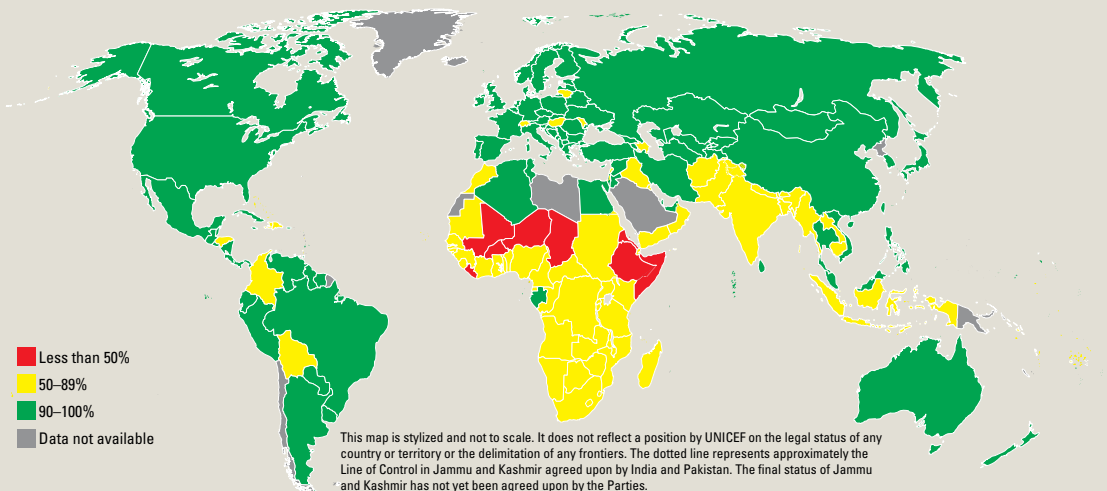 Less than 50%
50–89%
90–100%
Data not available
This map is stylized and not to scale. It does not reflect a position by UNICEF on the legal status of any
country or territory or the delimitation of any frontiers. The dotted line represents approximately the
Line of Control in Jammu and Kashmir agreed upon by India and Pakistan. The final status of Jammu
and Kashmir has not yet been agreed upon by the Parties.